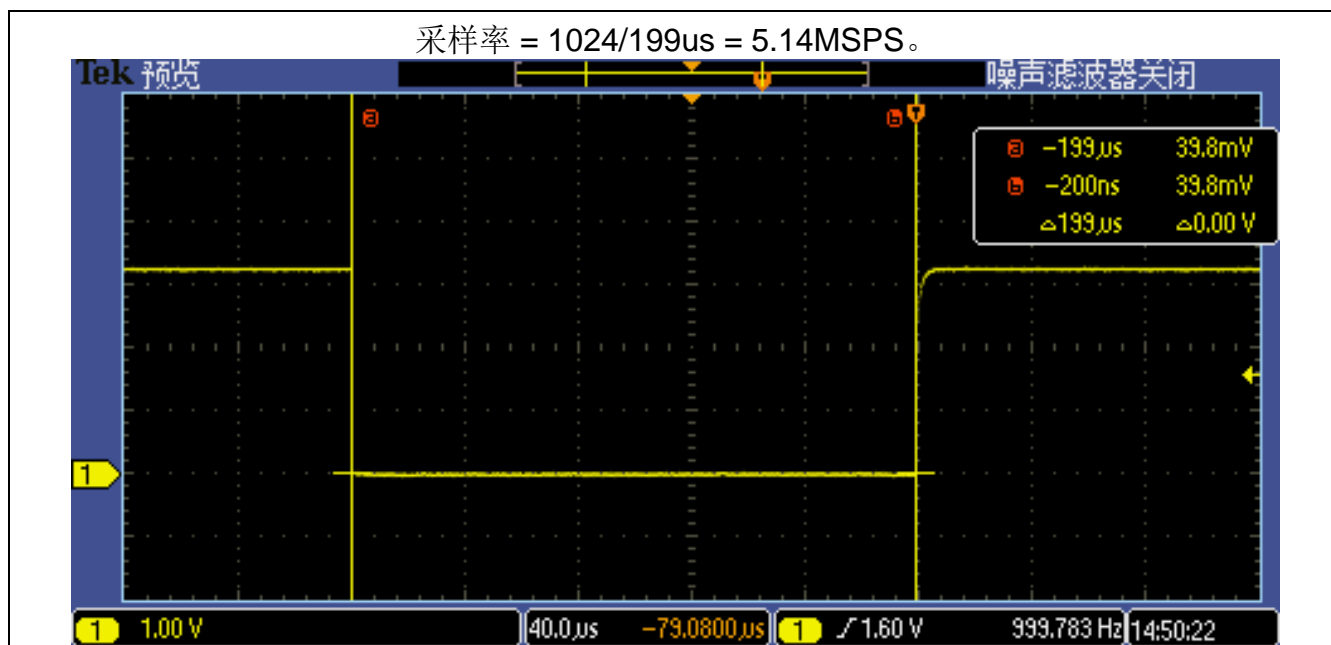 采样率 = 1024/199us = 5.14MSPS。
Tek 预览 噪声滤波器关闭
a b T
a −199µs 39.8mV
b −200ns 39.8mV
△199µs △0.00 V
1
1 1.00 V 40.0µs −79.0800µs 1 ʃ 1.60 V 999.783 Hz 14:50:22